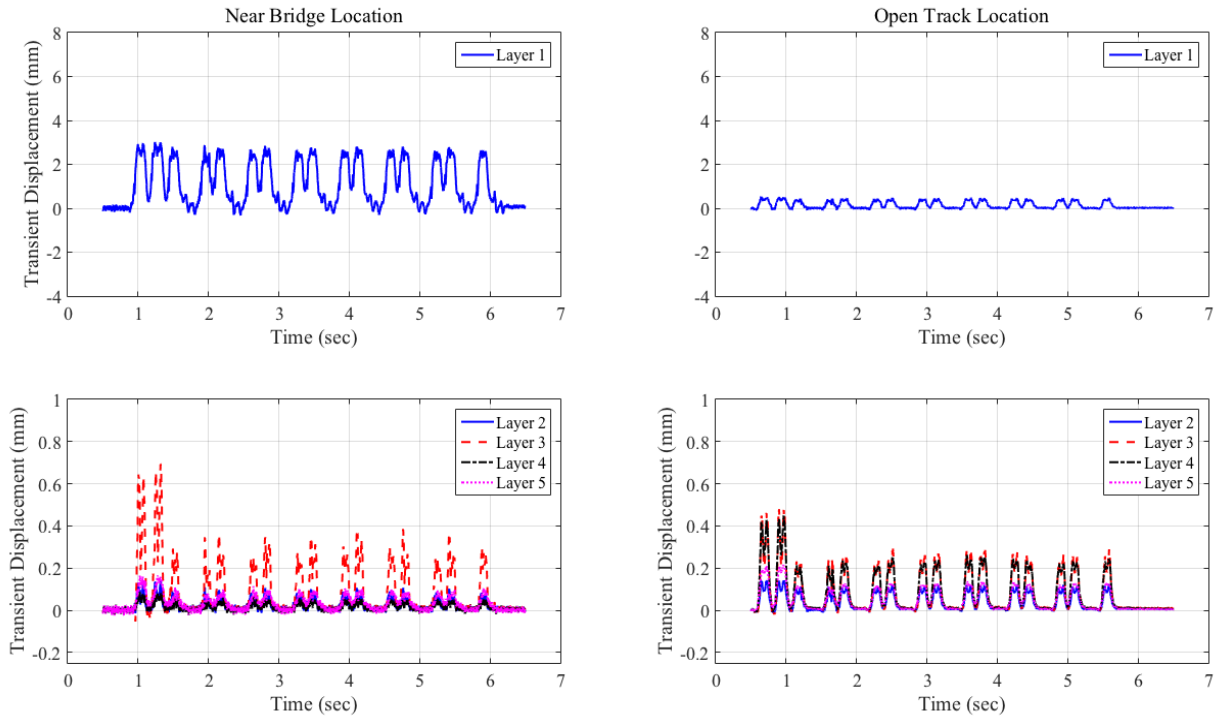 Near Bridge Location
Transient Displacement (mm)
8
6
4
2
0
-2
-4
0 1 2 3 4 5 6 7
Time (sec)
Layer 1
Open Track Location
Transient Displacement (mm)
8
6
4
2
0
-2
-4
0 1 2 3 4 5 6 7
Time (sec)
Layer 1
Transient Displacement (mm)
1
0.8
0.6
0.4
0.2
0
-0.2
0 1 2 3 4 5 6 7
Time (sec)
Layer 2
Layer 3
Layer 4
Layer 5
Transient Displacement (mm)
1
0.8
0.6
0.4
0.2
0
-0.2
0 1 2 3 4 5 6 7
Time (sec)
Layer 2
Layer 3
Layer 4
Layer 5